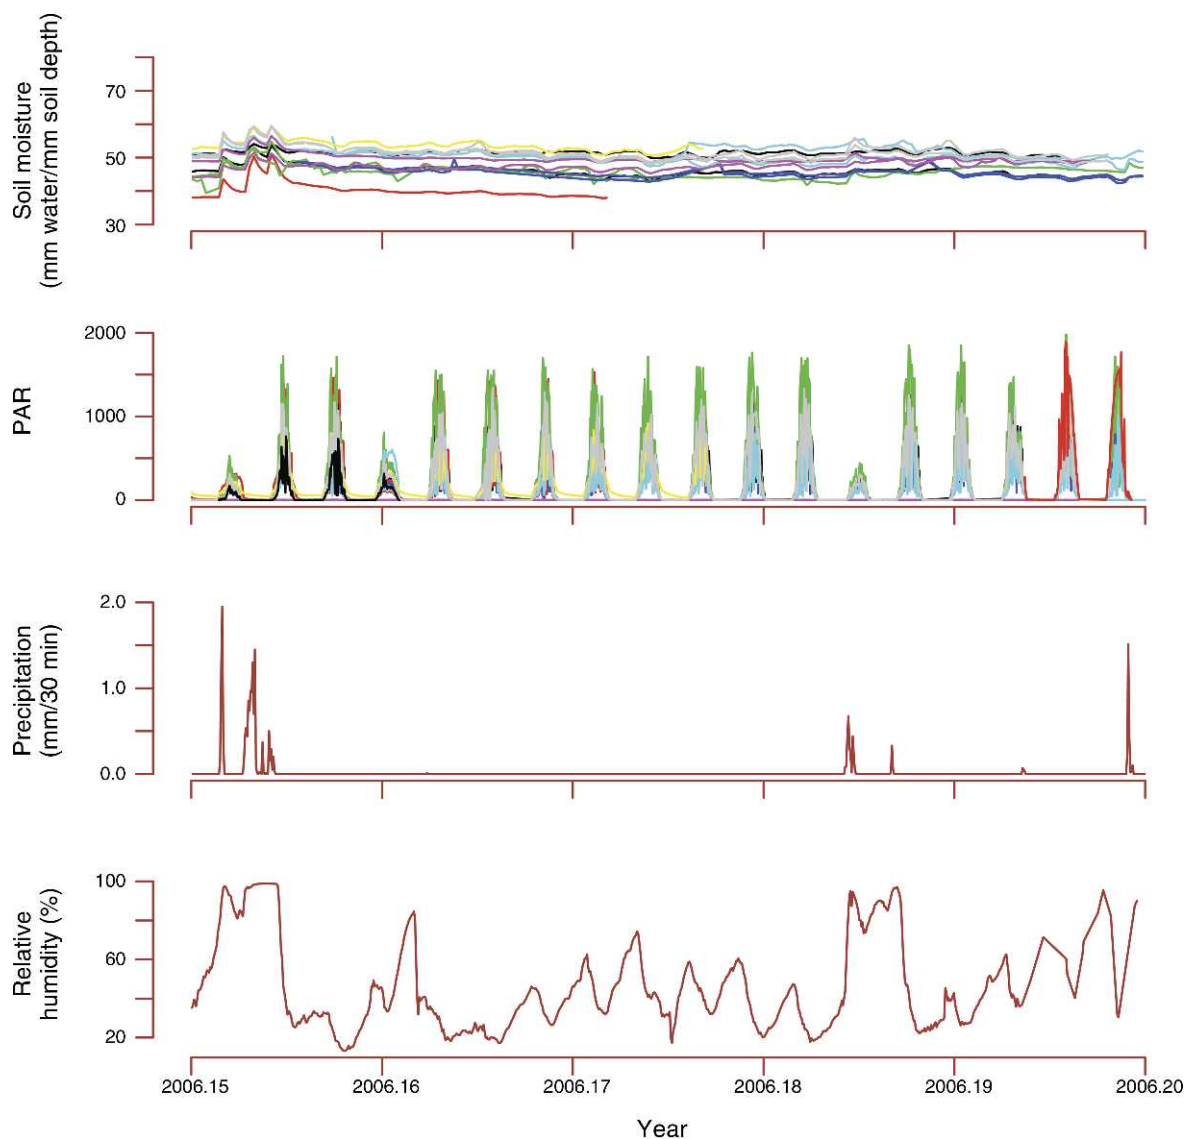 Soil moisture
(mm water/mm soil depth)
70
50
30
PAR
2000
1000
0
Precipitation
(mm/30 min)
2.0
1.0
0.0
Relative
humidity (%)
100
60
20
2006.15 2006.16 2006.17 2006.18 2006.19 2006.20
Year